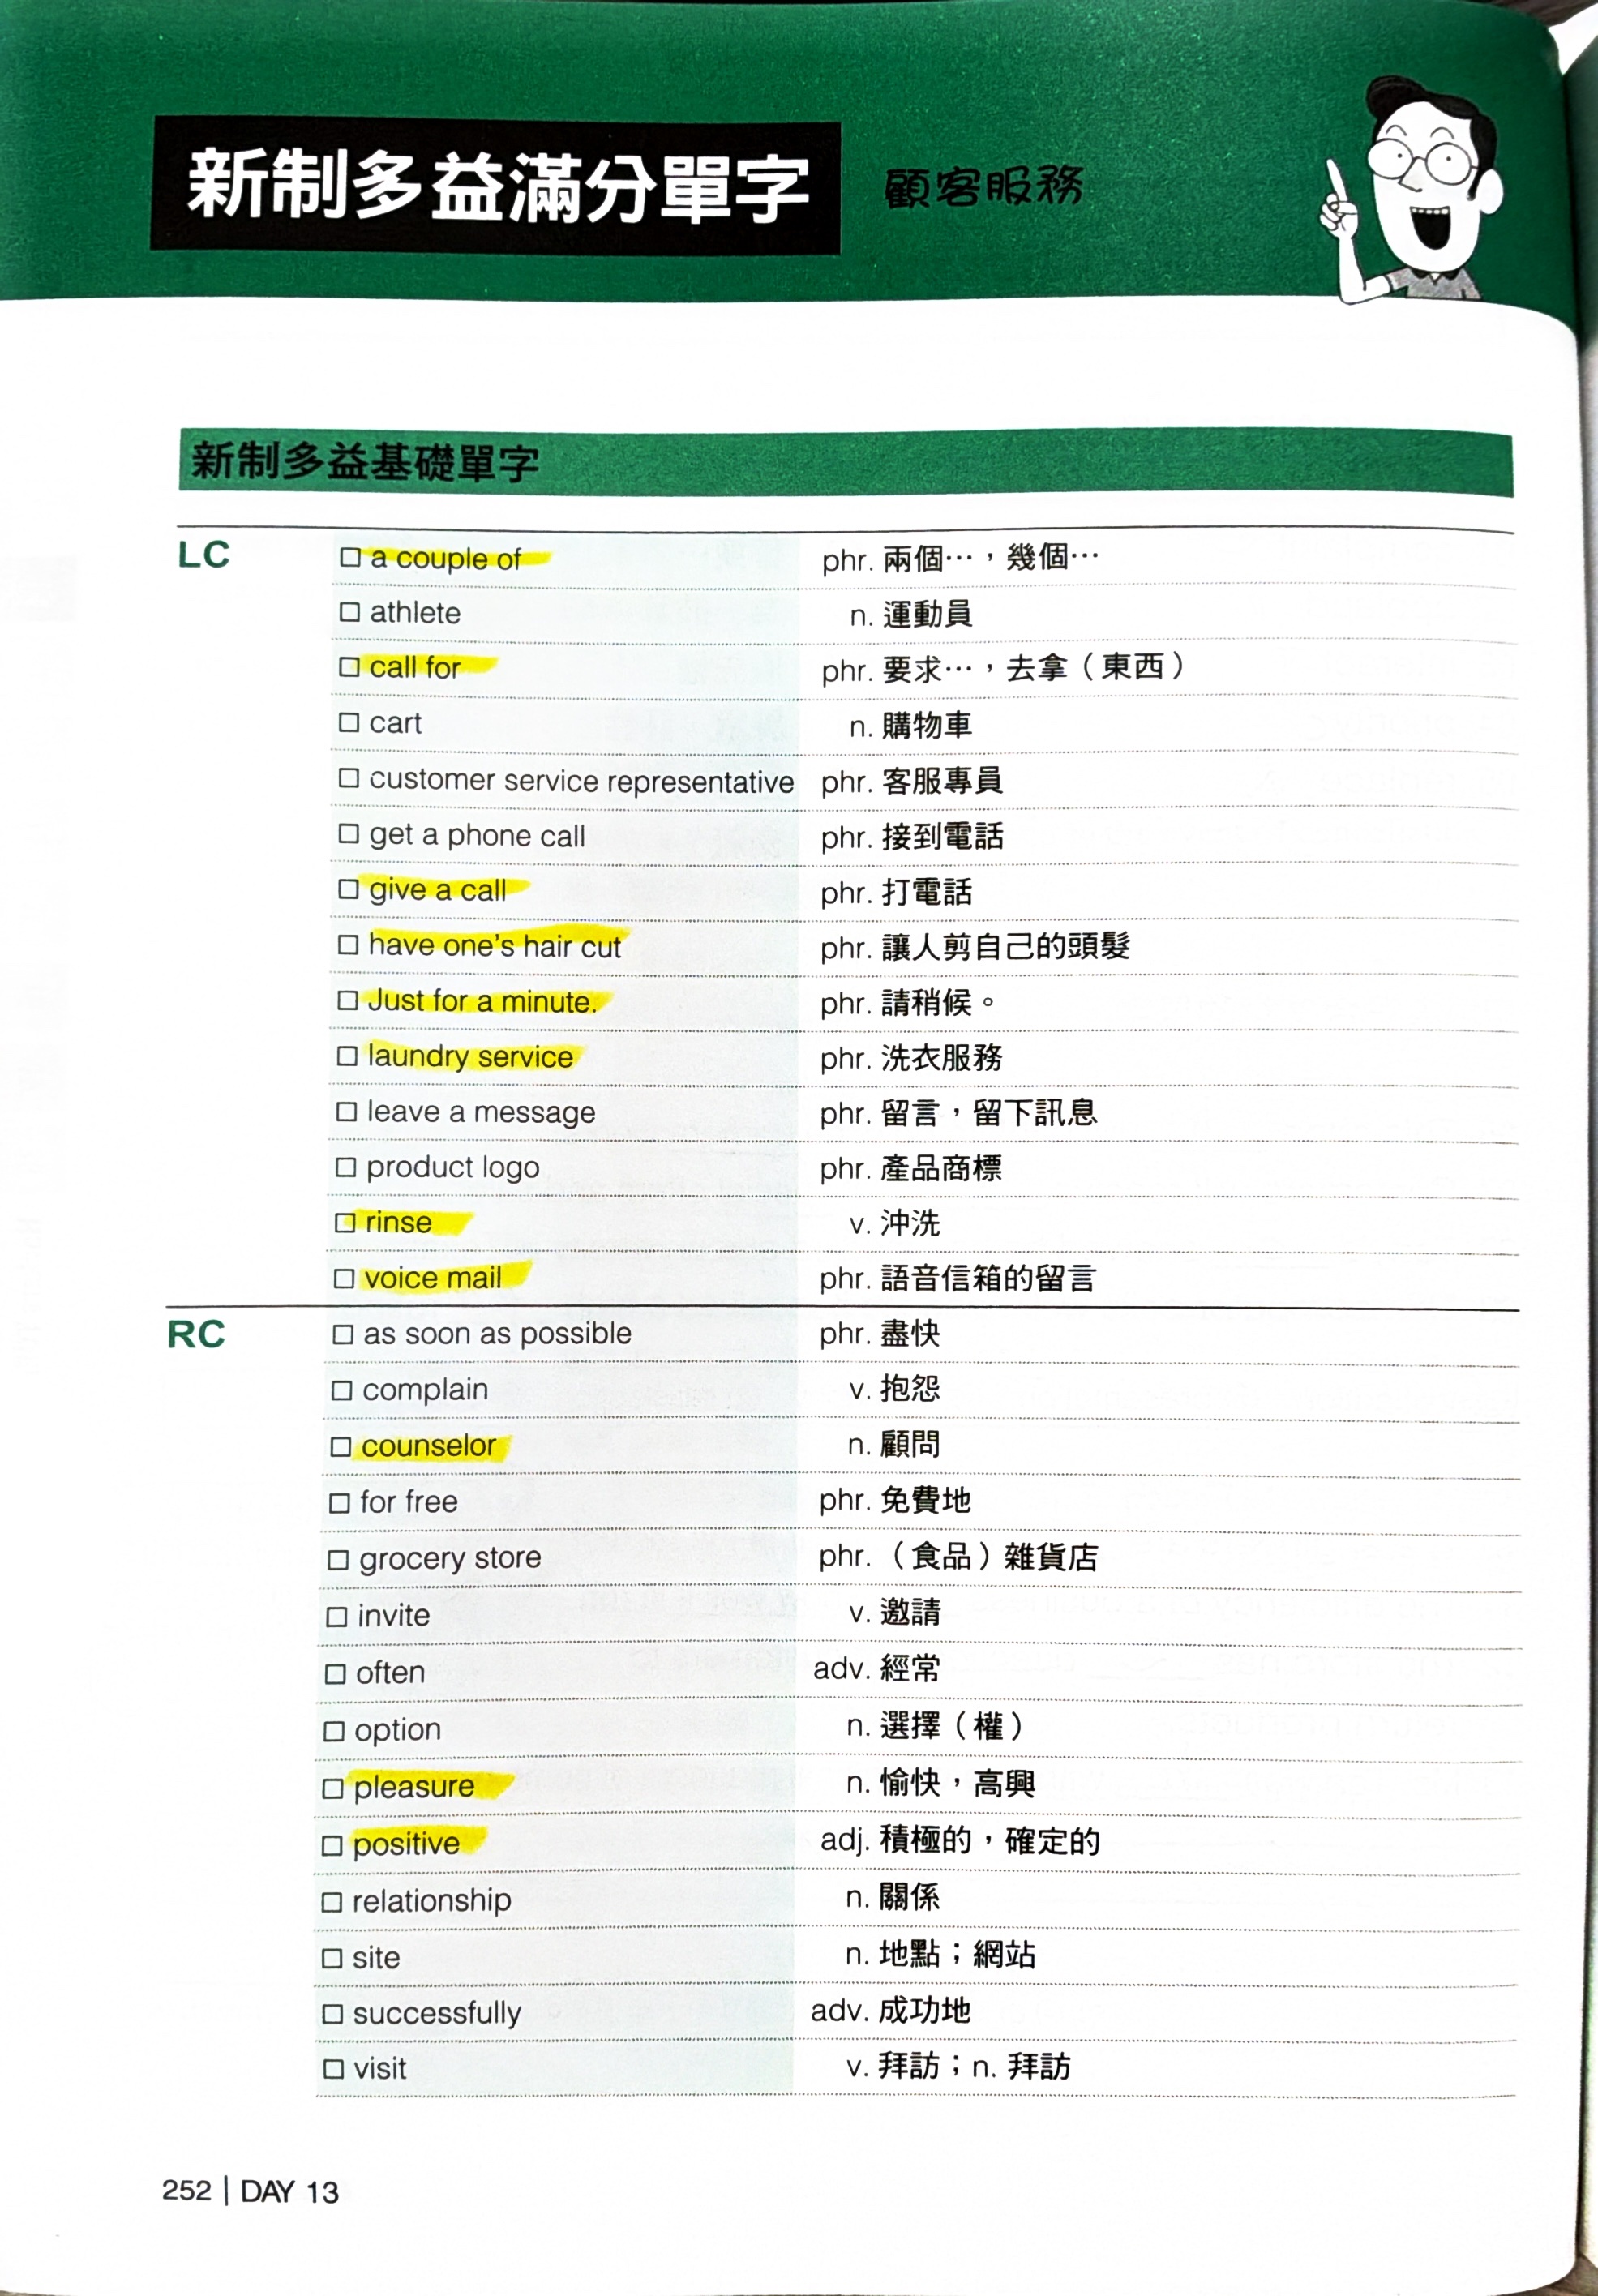 新制多益滿分單字 顧客服務
新制多益基礎單字
LC □ a couple of phr. 兩個…，幾個…
□ athlete n. 運動員
□ call for phr. 要求…，去拿（東西）
□ cart n. 購物車
□ customer service representative phr. 客服專員
□ get a phone call phr. 接到電話
□ give a call phr. 打電話
□ have one's hair cut phr. 讓人剪自己的頭髮
□ Just for a minute. phr. 請稍候。
□ laundry service phr. 洗衣服務
□ leave a message phr. 留言，留下訊息
□ product logo phr. 產品商標
□ rinse v. 沖洗
□ voice mail phr. 語音信箱的留言
RC □ as soon as possible phr. 盡快
□ complain v. 抱怨
□ counselor n. 顧問
□ for free phr. 免費地
□ grocery store phr.（食品）雜貨店
□ invite v. 邀請
□ often adv. 經常
□ option n. 選擇（權）
□ pleasure n. 愉快，高興
□ positive adj. 積極的，確定的
□ relationship n. 關係
□ site n. 地點；網站
□ successfully adv. 成功地
□ visit v. 拜訪；n. 拜訪
252 | DAY 13